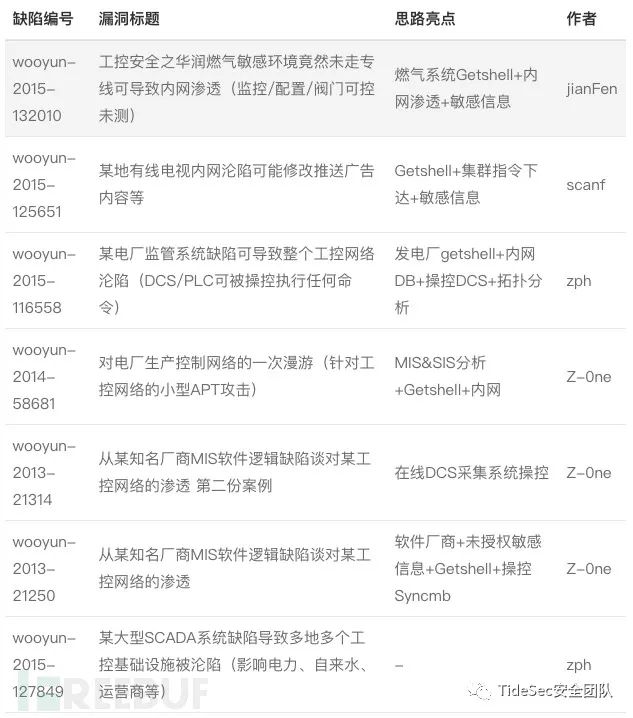 缺陷编号 漏洞标题 思路亮点 作者
wooyun-
2015-
132010
工控安全之华润燃气敏感环境竟然未走专
线可导致内网渗透（监控/配置/阀门可控
未测）
燃气系统Getshell+内
网渗透+敏感信息
jianFen
wooyun-
2015-
125651
某地有线电视内网沦陷可能修改推送广告
内容等
Getshell+集群指令下
达+敏感信息
scanf
wooyun-
2015-
116558
某电厂监管系统缺陷可导致整个工控网络
沦陷（DCS/PLC可被操控执行任何命
令）
发电厂getshell+内网
DB+操控DCS+拓扑分
析
zph
wooyun-
2014-
58681
对电厂生产控制网络的一次漫游（针对工
控网络的小型APT攻击）
MIS&SIS分析
+Getshell+内网
Z-0ne
wooyun-
2013-
21314
从某知名厂商MIS软件逻辑缺陷谈对某工
控网络的渗透 第二份案例
在线DCS采集系统操控
Z-0ne
wooyun-
2013-
21250
从某知名厂商MIS软件逻辑缺陷谈对某工
控网络的渗透
软件厂商+未授权敏感
信息+Getshell+操控
Syncmb
Z-0ne
wooyun-
2015-
127849
某大型SCADA系统缺陷导致多地多个工
控基础设施被沦陷（影响电力、自来水、
运营商等）
-
zph
FREEBUF
TideSec安全团队